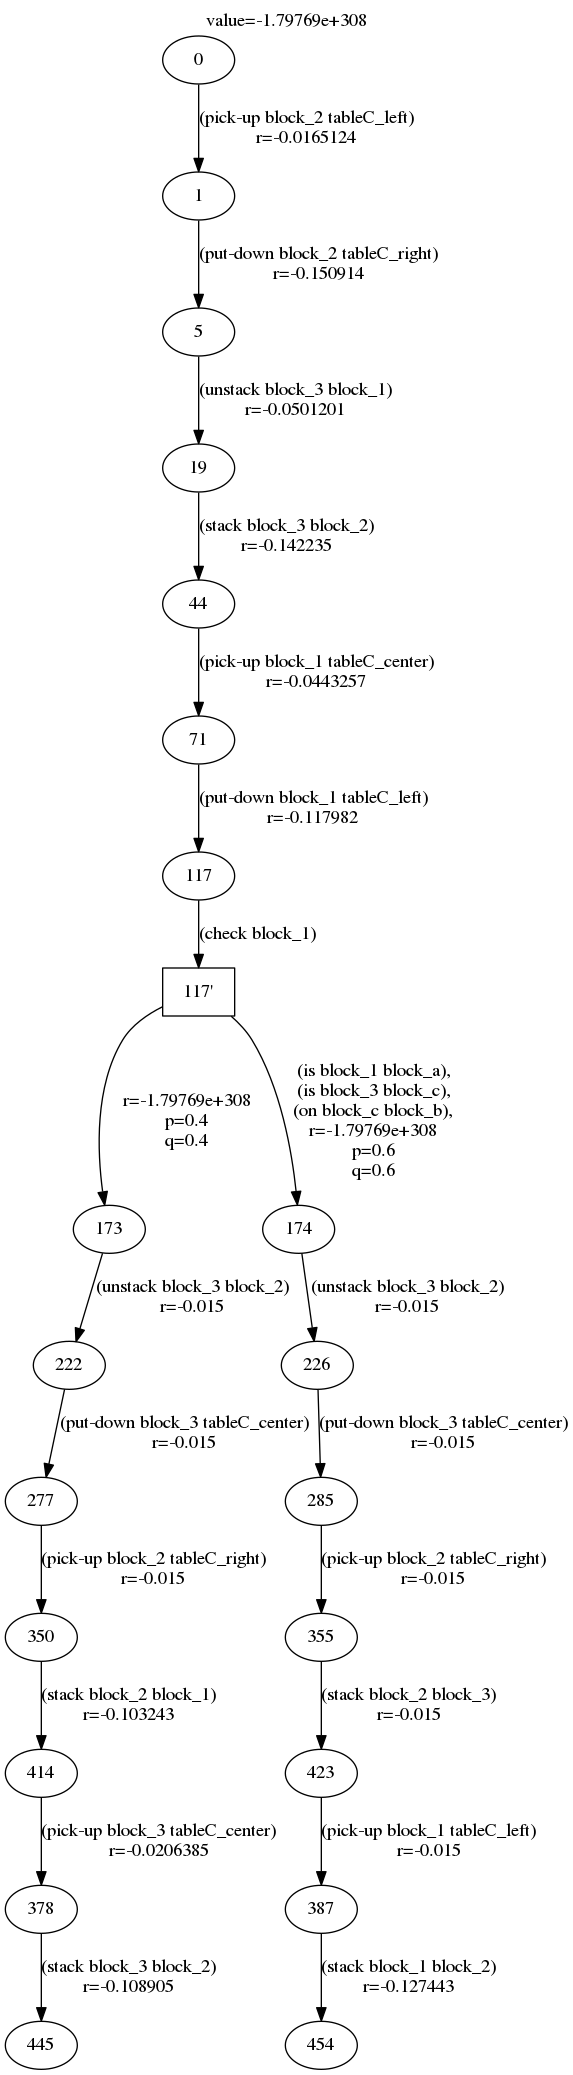 value=-1.79769e+308
0
(pick-up block_2 tableC_left)
r=-0.0165124
1
(put-down block_2 tableC_right)
r=-0.150914
5
(unstack block_3 block_1)
r=-0.0501201
19
(stack block_3 block_2)
r=-0.142235
44
(pick-up block_1 tableC_center)
r=-0.0443257
71
(put-down block_1 tableC_left)
r=-0.117982
117
(check block_1)
117'
r=-1.79769e+308
p=0.4
q=0.4
(is block_1 block_a),
(is block_3 block_c),
(on block_c block_b),
r=-1.79769e+308
p=0.6
q=0.6
173
174
(unstack block_3 block_2)
r=-0.015
(unstack block_3 block_2)
r=-0.015
222
226
(put-down block_3 tableC_center)
r=-0.015
(put-down block_3 tableC_center)
r=-0.015
277
285
(pick-up block_2 tableC_right)
r=-0.015
(pick-up block_2 tableC_right)
r=-0.015
350
355
(stack block_2 block_1)
r=-0.103243
(stack block_2 block_3)
r=-0.015
414
423
(pick-up block_3 tableC_center)
r=-0.0206385
(pick-up block_1 tableC_left)
r=-0.015
378
387
(stack block_3 block_2)
r=-0.108905
(stack block_1 block_2)
r=-0.127443
445
454